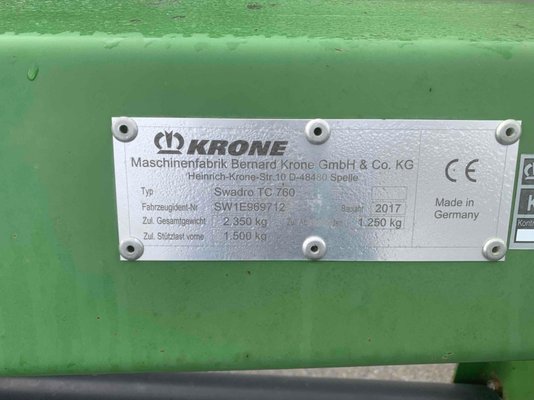 KRONE
Maschinenfabrik Bernard Krone GmbH & Co. KG
Heinrich-Krone-Str.10 D-48480 Spelle
Typ Swadro TC 760
Fahrzeugident-Nr SW1E969712 Baujahr 2017
Zul. Gesamtgewicht 2.350 kg Zul. 1.250 kg
Zul. Stützlast vorne 1.500 kg
CE
Made in
Germany